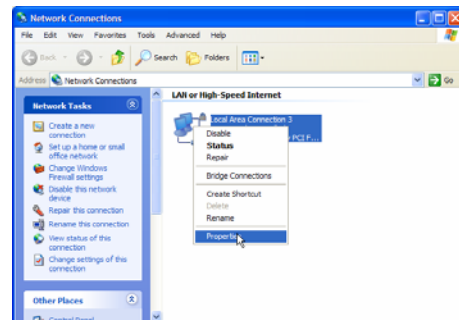 Network Connections
File Edit View Favorites Tools Advanced Help
Back Search Folders
Address Network Connections Go
Network Tasks
Create a new
connection
Set up a home or small
office network
Change Windows
Firewall settings
Disable this network
device
Repair this connection
Rename this connection
View status of this
connection
Change settings of this
connection
Other Places
Control Panel
LAN or High-Speed Internet
Local Area Connection 3
PCI F...
Disable
Status
Repair
Bridge Connections
Create Shortcut
Delete
Rename
Properties